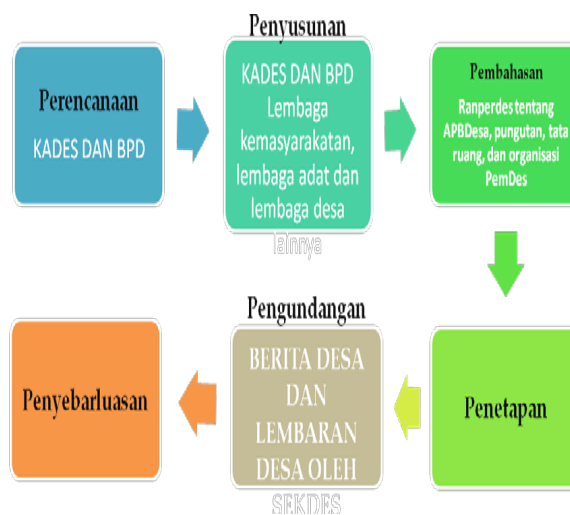 Perencanaan
KADES DAN BPD
Penyusunan
KADES DAN BPD
Lembaga
kemasyarakatan,
lembaga adat dan
lembaga desa
lainnya
Pembahasan
Ranperdes tentang
APBDesa, pungutan, tata
ruang, dan organisasi
PemDes
Penetapan
Pengundangan
BERITA DESA
DAN
LEMBARAN
DESA OLEH
SEKDES
Penyebarluasan